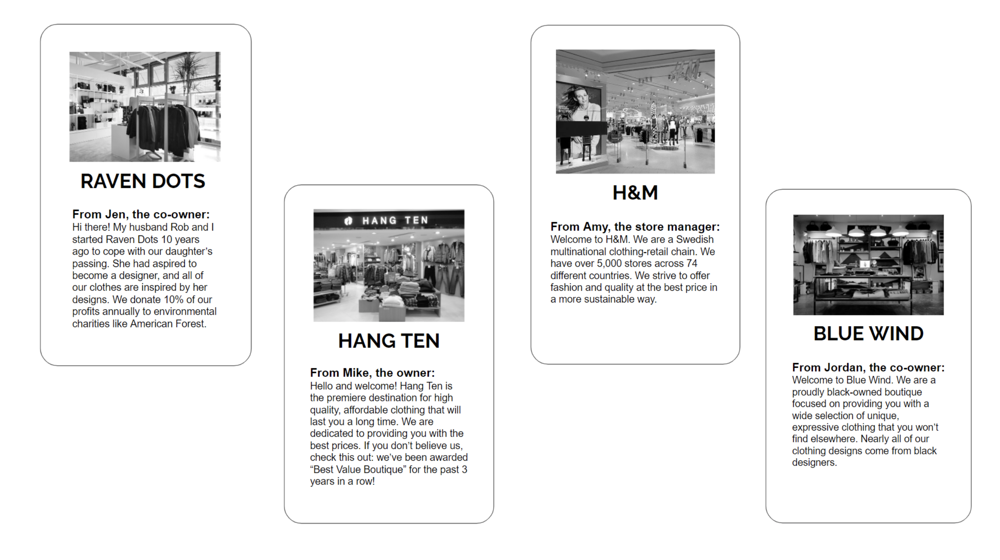 RAVEN DOTS
From Jen, the co-owner:
Hi there! My husband Rob and I
started Raven Dots 10 years
ago to cope with our daughter’s
passing. She had aspired to
become a designer, and all of
our clothes are inspired by her
designs. We donate 10% of our
profits annually to environmental
charities like American Forest.
HANG TEN
HANG TEN
From Mike, the owner:
Hello and welcome! Hang Ten is
the premiere destination for high
quality, affordable clothing that will
last you a long time. We are
dedicated to providing you with the
best prices. If you don’t believe us,
check this out: we’ve been awarded
“Best Value Boutique” for the past 3
years in a row!
H&M
H&M
From Amy, the store manager:
Welcome to H&M. We are a Swedish
multinational clothing-retail chain. We
have over 5,000 stores across 74
different countries. We strive to offer
fashion and quality at the best price in
a more sustainable way.
BLUE WIND
From Jordan, the co-owner:
Welcome to Blue Wind. We are a
proudly black-owned boutique
focused on providing you with a
wide selection of unique,
expressive clothing that you won’t
find elsewhere. Nearly all of our
clothing designs come from black
designers.